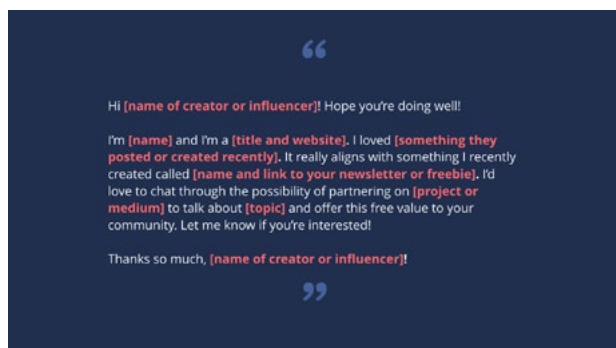 “
Hi [name of creator or influencer]! Hope you’re doing well!
I’m [name] and I’m a [title and website]. I loved [something they
posted or created recently]. It really aligns with something I recently
created called [name and link to your newsletter or freebie]. I’d
love to chat through the possibility of partnering on [project or
medium] to talk about [topic] and offer this free value to your
community. Let me know if you’re interested!
Thanks so much, [name of creator or influencer]!
”